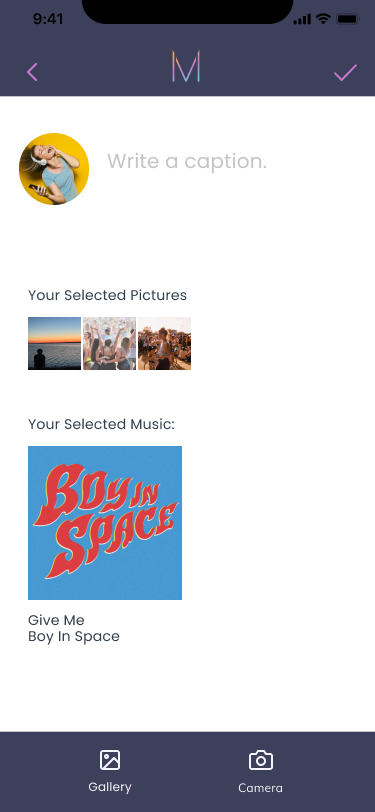 9:41
M
Write a caption.
Your Selected Pictures
Your Selected Music:
BOY IN
SPACE
Give Me
Boy In Space
Gallery
Camera